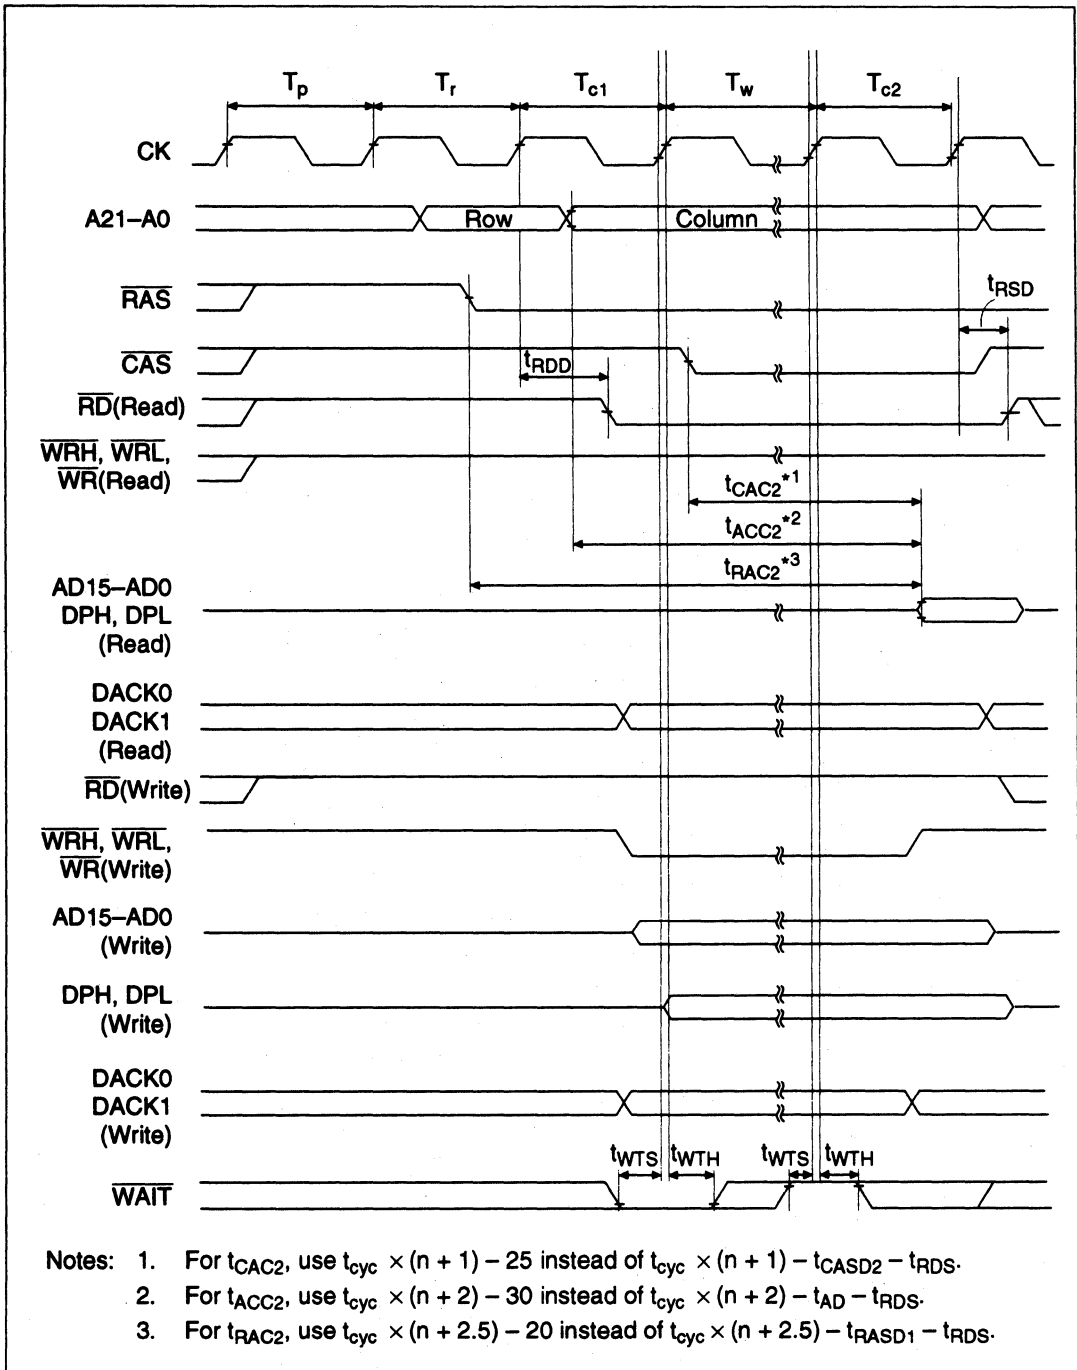 Tp Tr Tc1 Tw Tc2
CK
A21–A0 Row Column
RAS
tRSD
CAS
tRDD
RD(Read)
WRH, WRL,
WR(Read)
tCAC2*1
tACC2*2
tRAC2*3
AD15–AD0
DPH, DPL
(Read)
DACK0
DACK1
(Read)
RD(Write)
WRH, WRL,
WR(Write)
AD15–AD0
(Write)
DPH, DPL
(Write)
DACK0
DACK1
(Write)
tWTS tWTH tWTS tWTH
WAIT
Notes: 1. For tCAC2, use tcyc × (n + 1) – 25 instead of tcyc × (n + 1) – tCASD2 – tRDS.
2. For tACC2, use tcyc × (n + 2) – 30 instead of tcyc × (n + 2) – tAD – tRDS.
3. For tRAC2, use tcyc × (n + 2.5) – 20 instead of tcyc × (n + 2.5) – tRASD1 – tRDS.